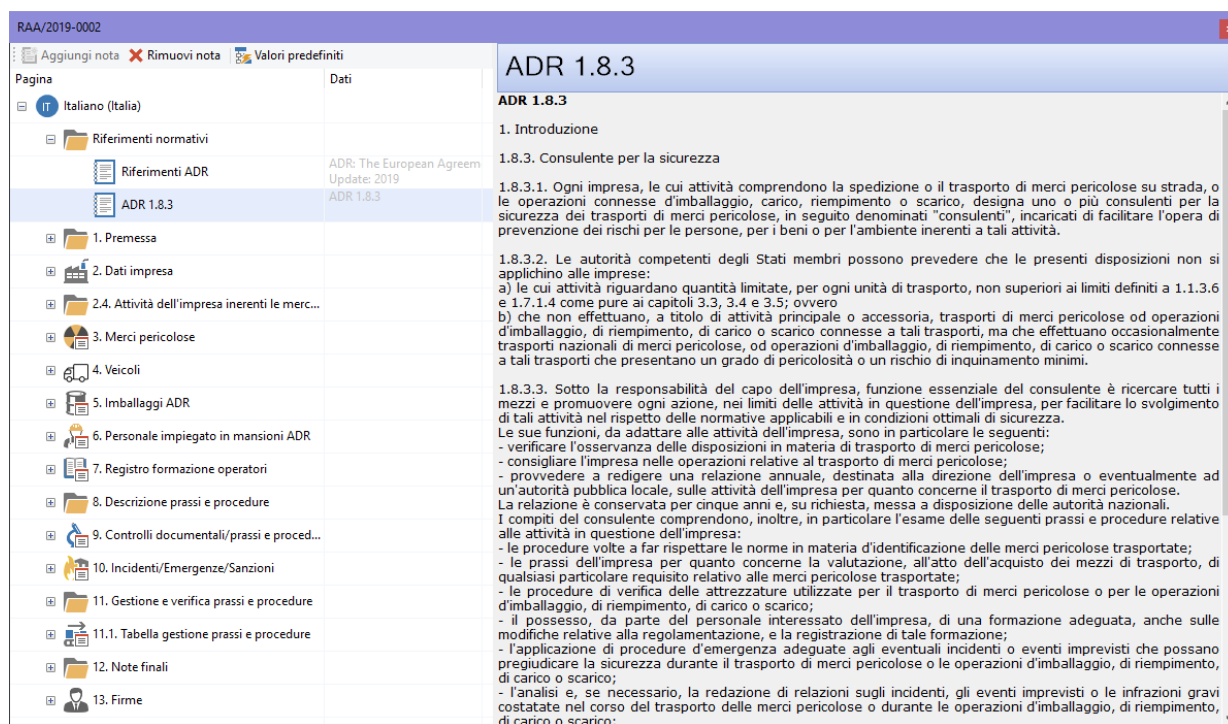 RAA/2019-0002
Aggiungi nota Rimuovi nota Valori predefiniti
Pagina Dati
IT Italiano (Italia)
Riferimenti normativi
Riferimenti ADR
ADR: The European Agreem
Update: 2019
ADR 1.8.3
ADR 1.8.3
1. Premessa
2. Dati impresa
2.4. Attività dell'impresa inerenti le merc...
3. Merci pericolose
4. Veicoli
5. Imballaggi ADR
6. Personale impiegato in mansioni ADR
7. Registro formazione operatori
8. Descrizione prassi e procedure
9. Controlli documentali/prassi e proced...
10. Incidenti/Emergenze/Sanzioni
11. Gestione e verifica prassi e procedure
11.1. Tabella gestione prassi e procedure
12. Note finali
13. Firme
ADR 1.8.3
ADR 1.8.3
1. Introduzione
1.8.3. Consulente per la sicurezza
1.8.3.1. Ogni impresa, le cui attività comprendono la spedizione o il trasporto di merci pericolose su strada, o
le operazioni connesse d'imballaggio, carico, riempimento o scarico, designa uno o più consulenti per la
sicurezza dei trasporti di merci pericolose, in seguito denominati "consulenti", incaricati di facilitare l'opera di
prevenzione dei rischi per le persone, per i beni o per l'ambiente inerenti a tali attività.
1.8.3.2. Le autorità competenti degli Stati membri possono prevedere che le presenti disposizioni non si
applichino alle imprese:
a) le cui attività riguardano quantità limitate, per ogni unità di trasporto, non superiori ai limiti definiti a 1.1.3.6
e 1.7.1.4 come pure ai capitoli 3.3, 3.4 e 3.5; ovvero
b) che non effettuano, a titolo di attività principale o accessoria, trasporti di merci pericolose od operazioni
d'imballaggio, di riempimento, di carico o scarico connesse a tali trasporti, ma che effettuano occasionalmente
trasporti nazionali di merci pericolose, od operazioni d'imballaggio, di riempimento, di carico o scarico connesse
a tali trasporti che presentano un grado di pericolosità o un rischio di inquinamento minimi.
1.8.3.3. Sotto la responsabilità del capo dell'impresa, funzione essenziale del consulente è ricercare tutti i
mezzi e promuovere ogni azione, nei limiti delle attività in questione dell'impresa, per facilitare lo svolgimento
di tali attività nel rispetto delle normative applicabili e in condizioni ottimali di sicurezza.
Le sue funzioni, da adattare alle attività dell'impresa, sono in particolare le seguenti:
- verificare l'osservanza delle disposizioni in materia di trasporto di merci pericolose;
- consigliare l'impresa nelle operazioni relative al trasporto di merci pericolose;
- provvedere a redigere una relazione annuale, destinata alla direzione dell'impresa o eventualmente ad
un'autorità pubblica locale, sulle attività dell'impresa per quanto concerne il trasporto di merci pericolose.
La relazione è conservata per cinque anni e, su richiesta, messa a disposizione delle autorità nazionali.
I compiti del consulente comprendono, inoltre, in particolare l'esame delle seguenti prassi e procedure relative
alle attività in questione dell'impresa:
- le procedure volte a far rispettare le norme in materia d'identificazione delle merci pericolose trasportate;
- le prassi dell'impresa per quanto concerne la valutazione, all'atto dell'acquisto dei mezzi di trasporto, di
qualsiasi particolare requisito relativo alle merci pericolose trasportate;
- le procedure di verifica delle attrezzature utilizzate per il trasporto di merci pericolose o per le operazioni
d'imballaggio, di riempimento, di carico o scarico;
- il possesso, da parte del personale interessato dell'impresa, di una formazione adeguata, anche sulle
modifiche relative alla regolamentazione, e la registrazione di tale formazione;
- l'applicazione di procedure d'emergenza adeguate agli eventuali incidenti o eventi imprevisti che possano
pregiudicare la sicurezza durante il trasporto di merci pericolose o le operazioni d'imballaggio, di riempimento,
di carico o scarico;
- l'analisi e, se necessario, la redazione di relazioni sugli incidenti, gli eventi imprevisti o le infrazioni gravi
costatate nel corso del trasporto delle merci pericolose o durante le operazioni d'imballaggio, di riempimento,
di carico o scarico;